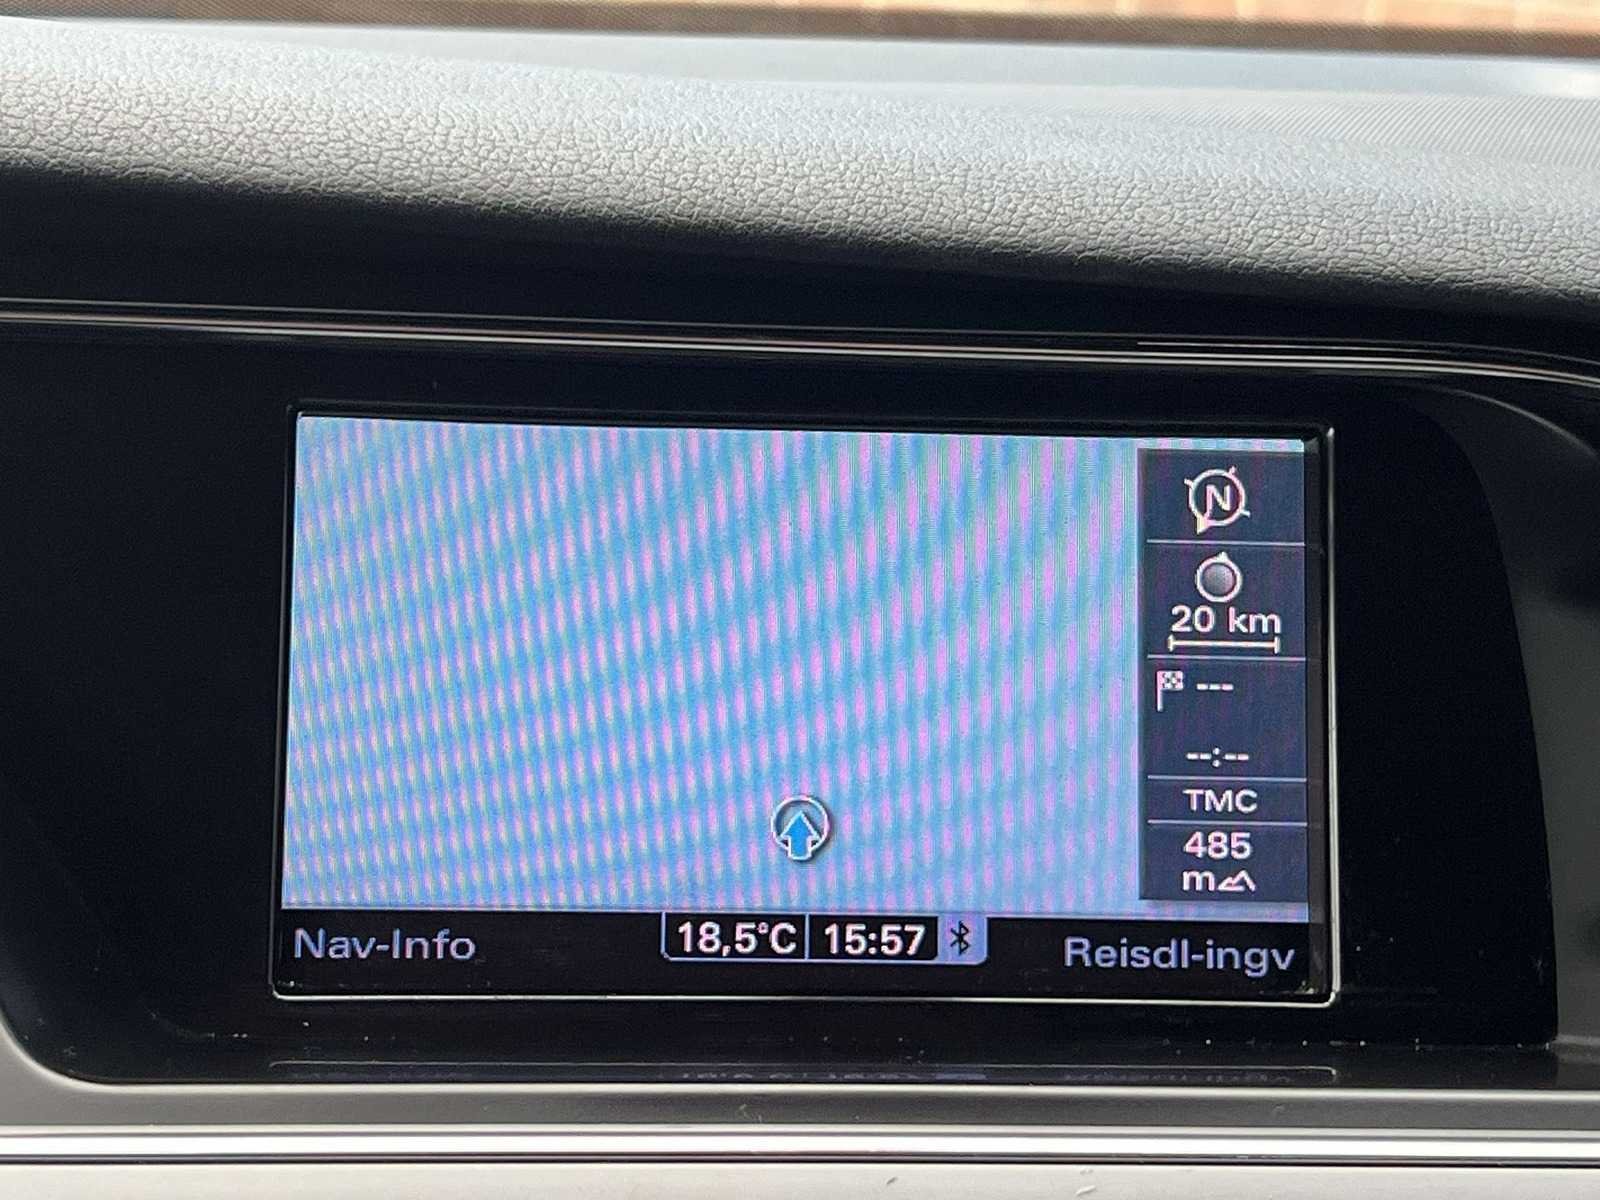 N
20 km
---
--:--
TMC
485
m
Nav-Info
18,5°C
15:57
Reisdl-ingv